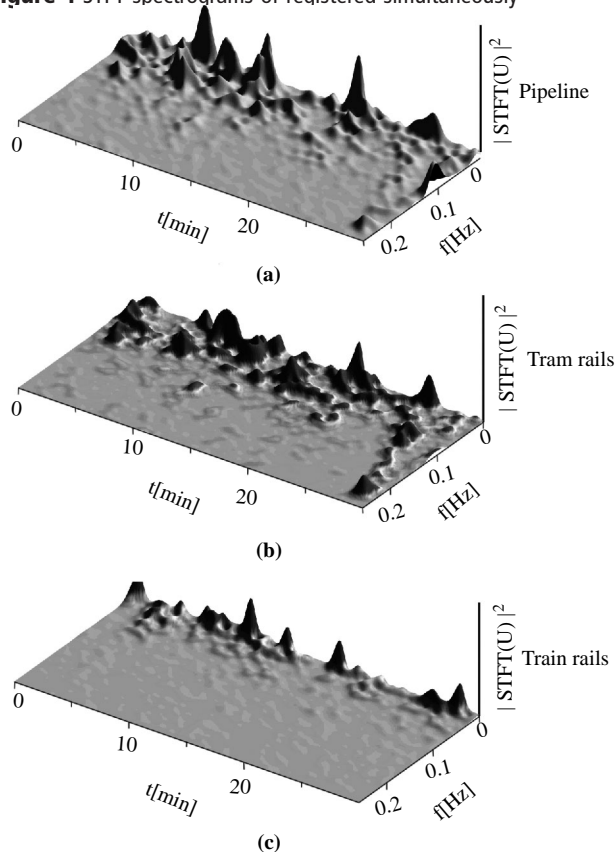 Figure 4 STFT spectrograms of registered simultaneously
| STFT(U) |²
Pipeline
0
10
20
t[min]
0
0.1
0.2
f[Hz]
(a)
| STFT(U) |²
Tram rails
0
10
20
t[min]
0
0.1
0.2
f[Hz]
(b)
| STFT(U) |²
Train rails
0
10
20
t[min]
0
0.1
0.2
f[Hz]
(c)